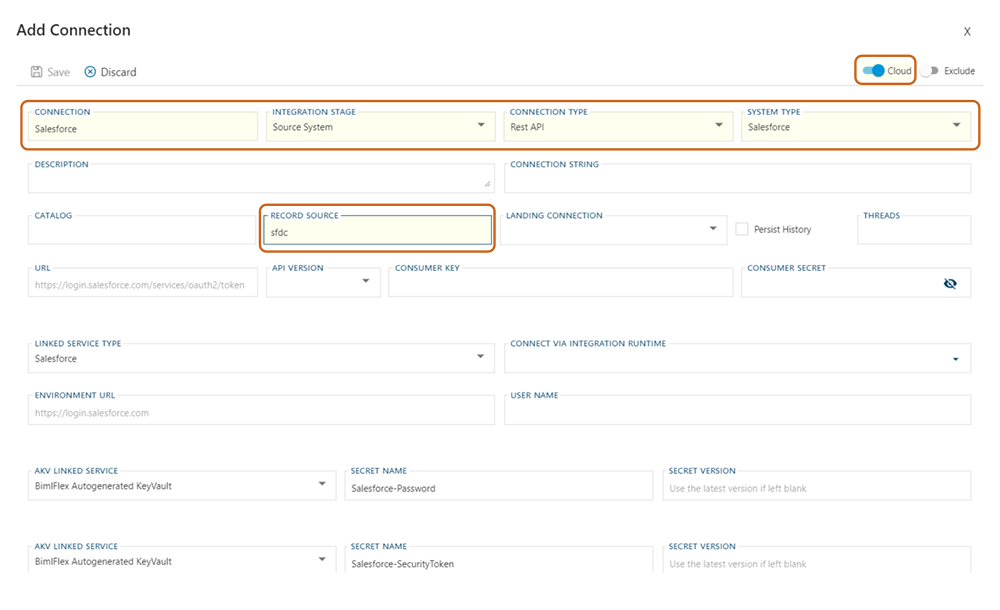 Add Connection
X
Save Discard Cloud Exclude
CONNECTION INTEGRATION STAGE CONNECTION TYPE SYSTEM TYPE
Salesforce Source System Rest API Salesforce
DESCRIPTION CONNECTION STRING
CATALOG RECORD SOURCE LANDING CONNECTION THREADS
sfdc Persist History
URL API VERSION CONSUMER KEY CONSUMER SECRET
https://login.salesforce.com/services/oauth2/token
LINKED SERVICE TYPE CONNECT VIA INTEGRATION RUNTIME
Salesforce
ENVIRONMENT URL USER NAME
https://login.salesforce.com
AKV LINKED SERVICE SECRET NAME SECRET VERSION
BimlFlex Autogenerated KeyVault Salesforce-Password Use the latest version if left blank
AKV LINKED SERVICE SECRET NAME SECRET VERSION
BimlFlex Autogenerated KeyVault Salesforce-SecurityToken Use the latest version if left blank